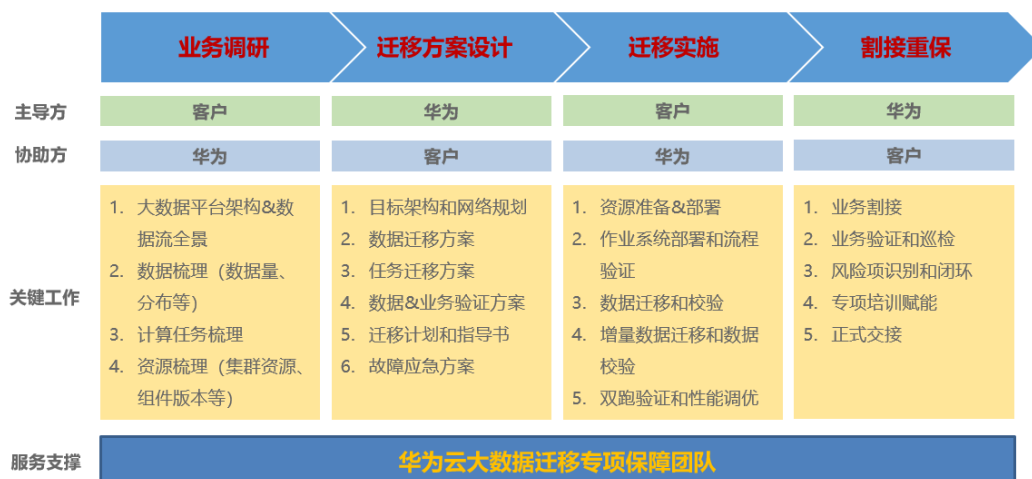 业务调研
迁移方案设计
迁移实施
割接重保
主导方
客户
华为
客户
华为
协助方
华为
客户
华为
客户
关键工作
1. 大数据平台架构&数
据流全景
2. 数据梳理（数据量、
分布等）
3. 计算任务梳理
4. 资源梳理（集群资源、
组件版本等）
1. 目标架构和网络规划
2. 数据迁移方案
3. 任务迁移方案
4. 数据&业务验证方案
5. 迁移计划和指导书
6. 故障应急方案
1. 资源准备&部署
2. 作业系统部署和流程
验证
3. 数据迁移和校验
4. 增量数据迁移和数据
校验
5. 双跑验证和性能调优
1. 业务割接
2. 业务验证和巡检
3. 风险项识别和闭环
4. 专项培训赋能
5. 正式交接
服务支撑
华为云大数据迁移专项保障团队